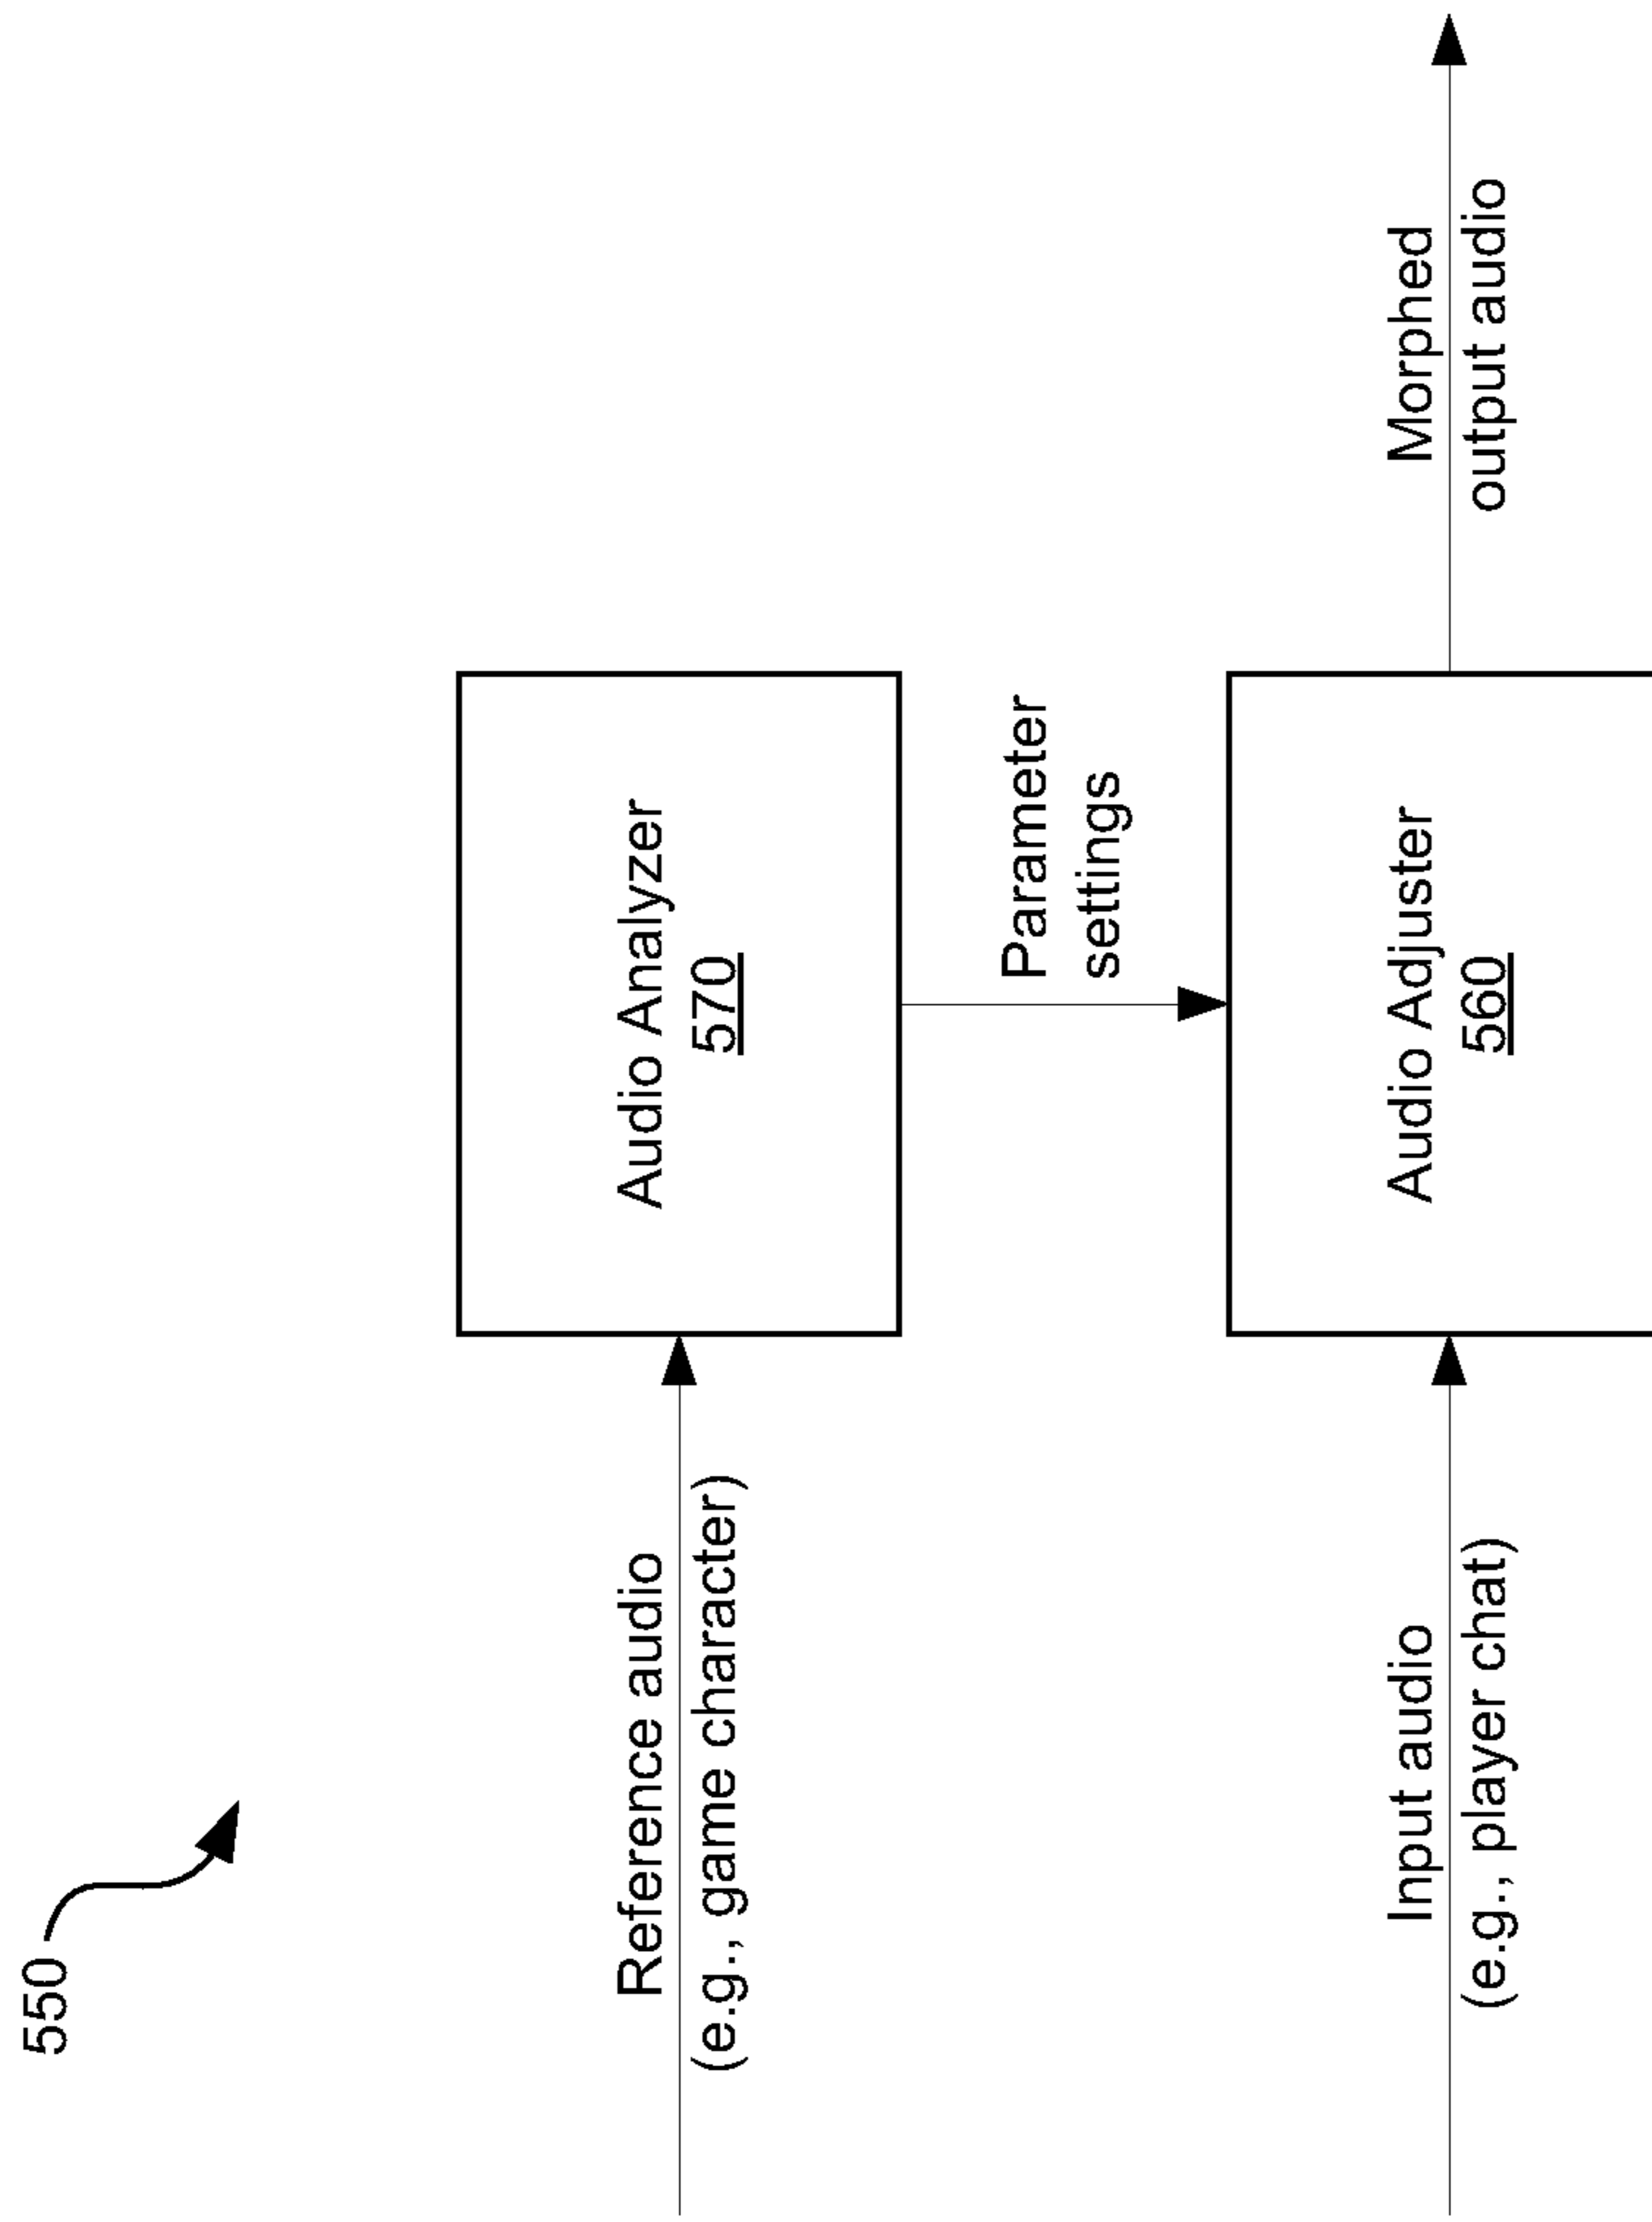 550
Reference audio
(e.g., game character)
Audio Analyzer
570
Parameter
settings
Input audio
(e.g., player chat)
Audio Adjuster
560
Morphed
output audio